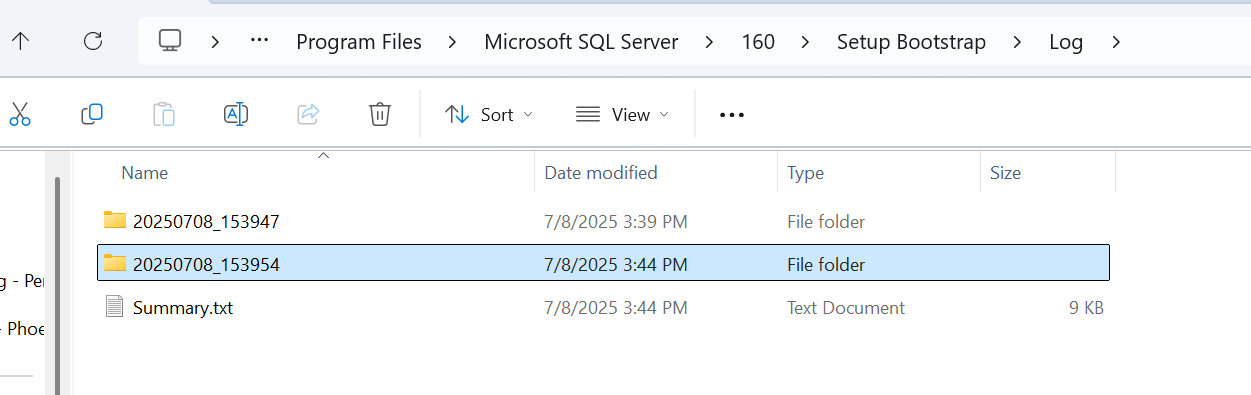 ... Program Files Microsoft SQL Server 160 Setup Bootstrap Log
Sort View ...
Name Date modified Type Size
20250708_153947 7/8/2025 3:39 PM File folder
20250708_153954 7/8/2025 3:44 PM File folder
g - Per
Summary.txt 7/8/2025 3:44 PM Text Document 9 KB
- Phoe